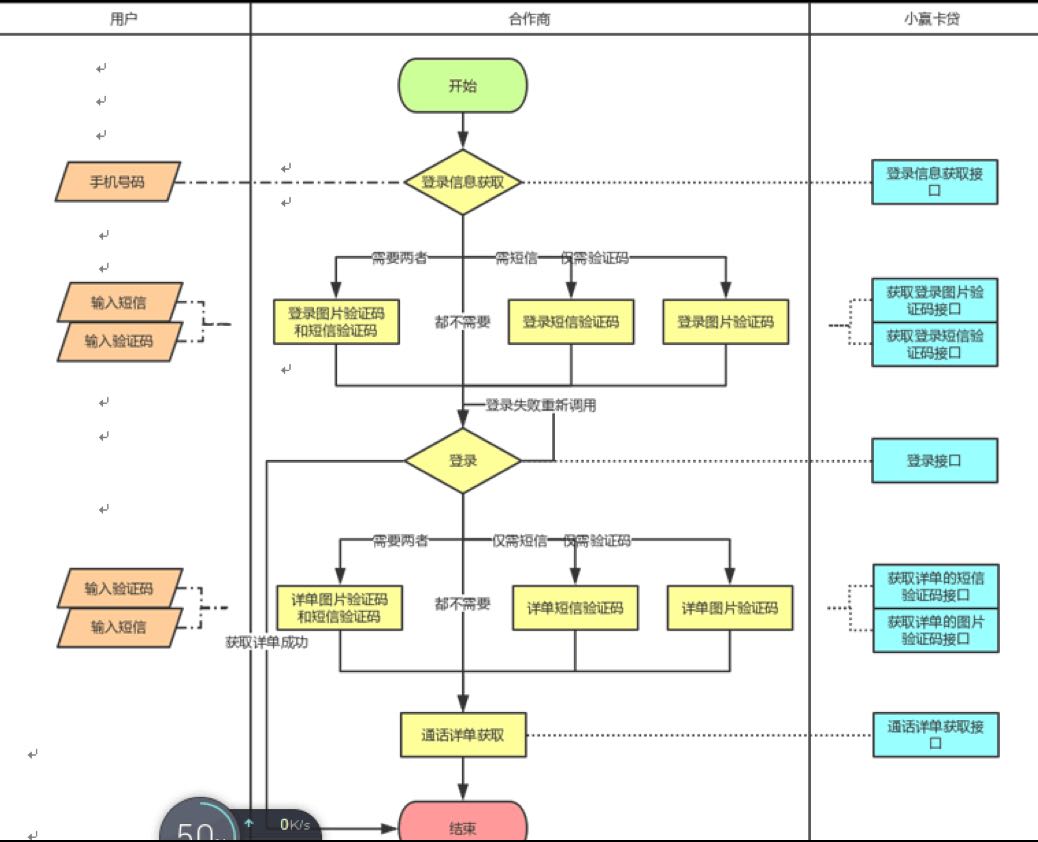 用户
合作商
小赢卡贷
开始
手机号码
登录信息获取
登录信息获取接
口
需要两者
需短信
仅需验证码
输入短信
输入验证码
登录图片验证码
和短信验证码
都不需要
登录短信验证码
登录图片验证码
获取登录图片验
证码接口
获取登录短信验
证码接口
登录失败重新调用
登录
登录接口
需要两者
仅需短信
仅需验证码
输入验证码
输入短信
详单图片验证码
和短信验证码
都不需要
详单短信验证码
详单图片验证码
获取详单的短信
验证码接口
获取详单的图片
验证码接口
获取详单成功
通话详单获取
通话详单获取接
口
结束
50
0K/s